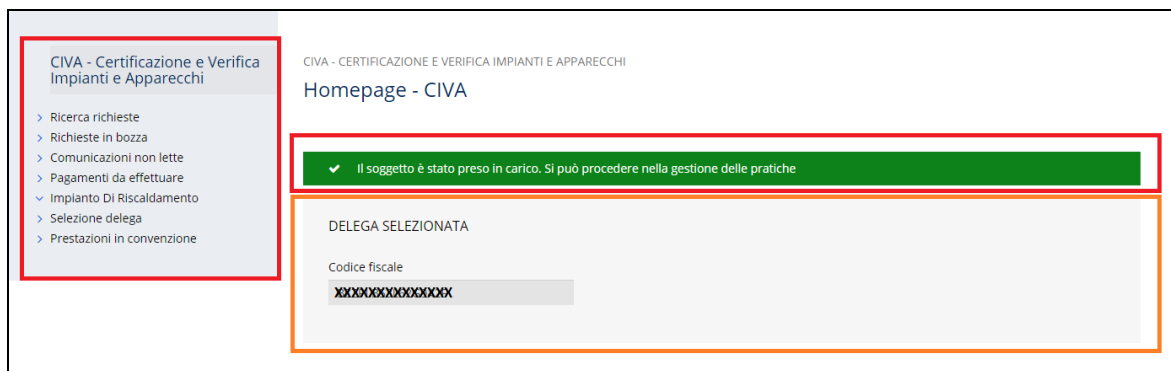 CIVA - Certificazione e Verifica
Impianti e Apparecchi
Ricerca richieste
Richieste in bozza
Comunicazioni non lette
Pagamenti da effettuare
Impianto Di Riscaldamento
Selezione delega
Prestazioni in convenzione
CIVA - CERTIFICAZIONE E VERIFICA IMPIANTI E APPARECCHI
Homepage - CIVA
Il soggetto è stato preso in carico. Si può procedere nella gestione delle pratiche
DELEGA SELEZIONATA
Codice fiscale
XXXXXXXXXXXXXX